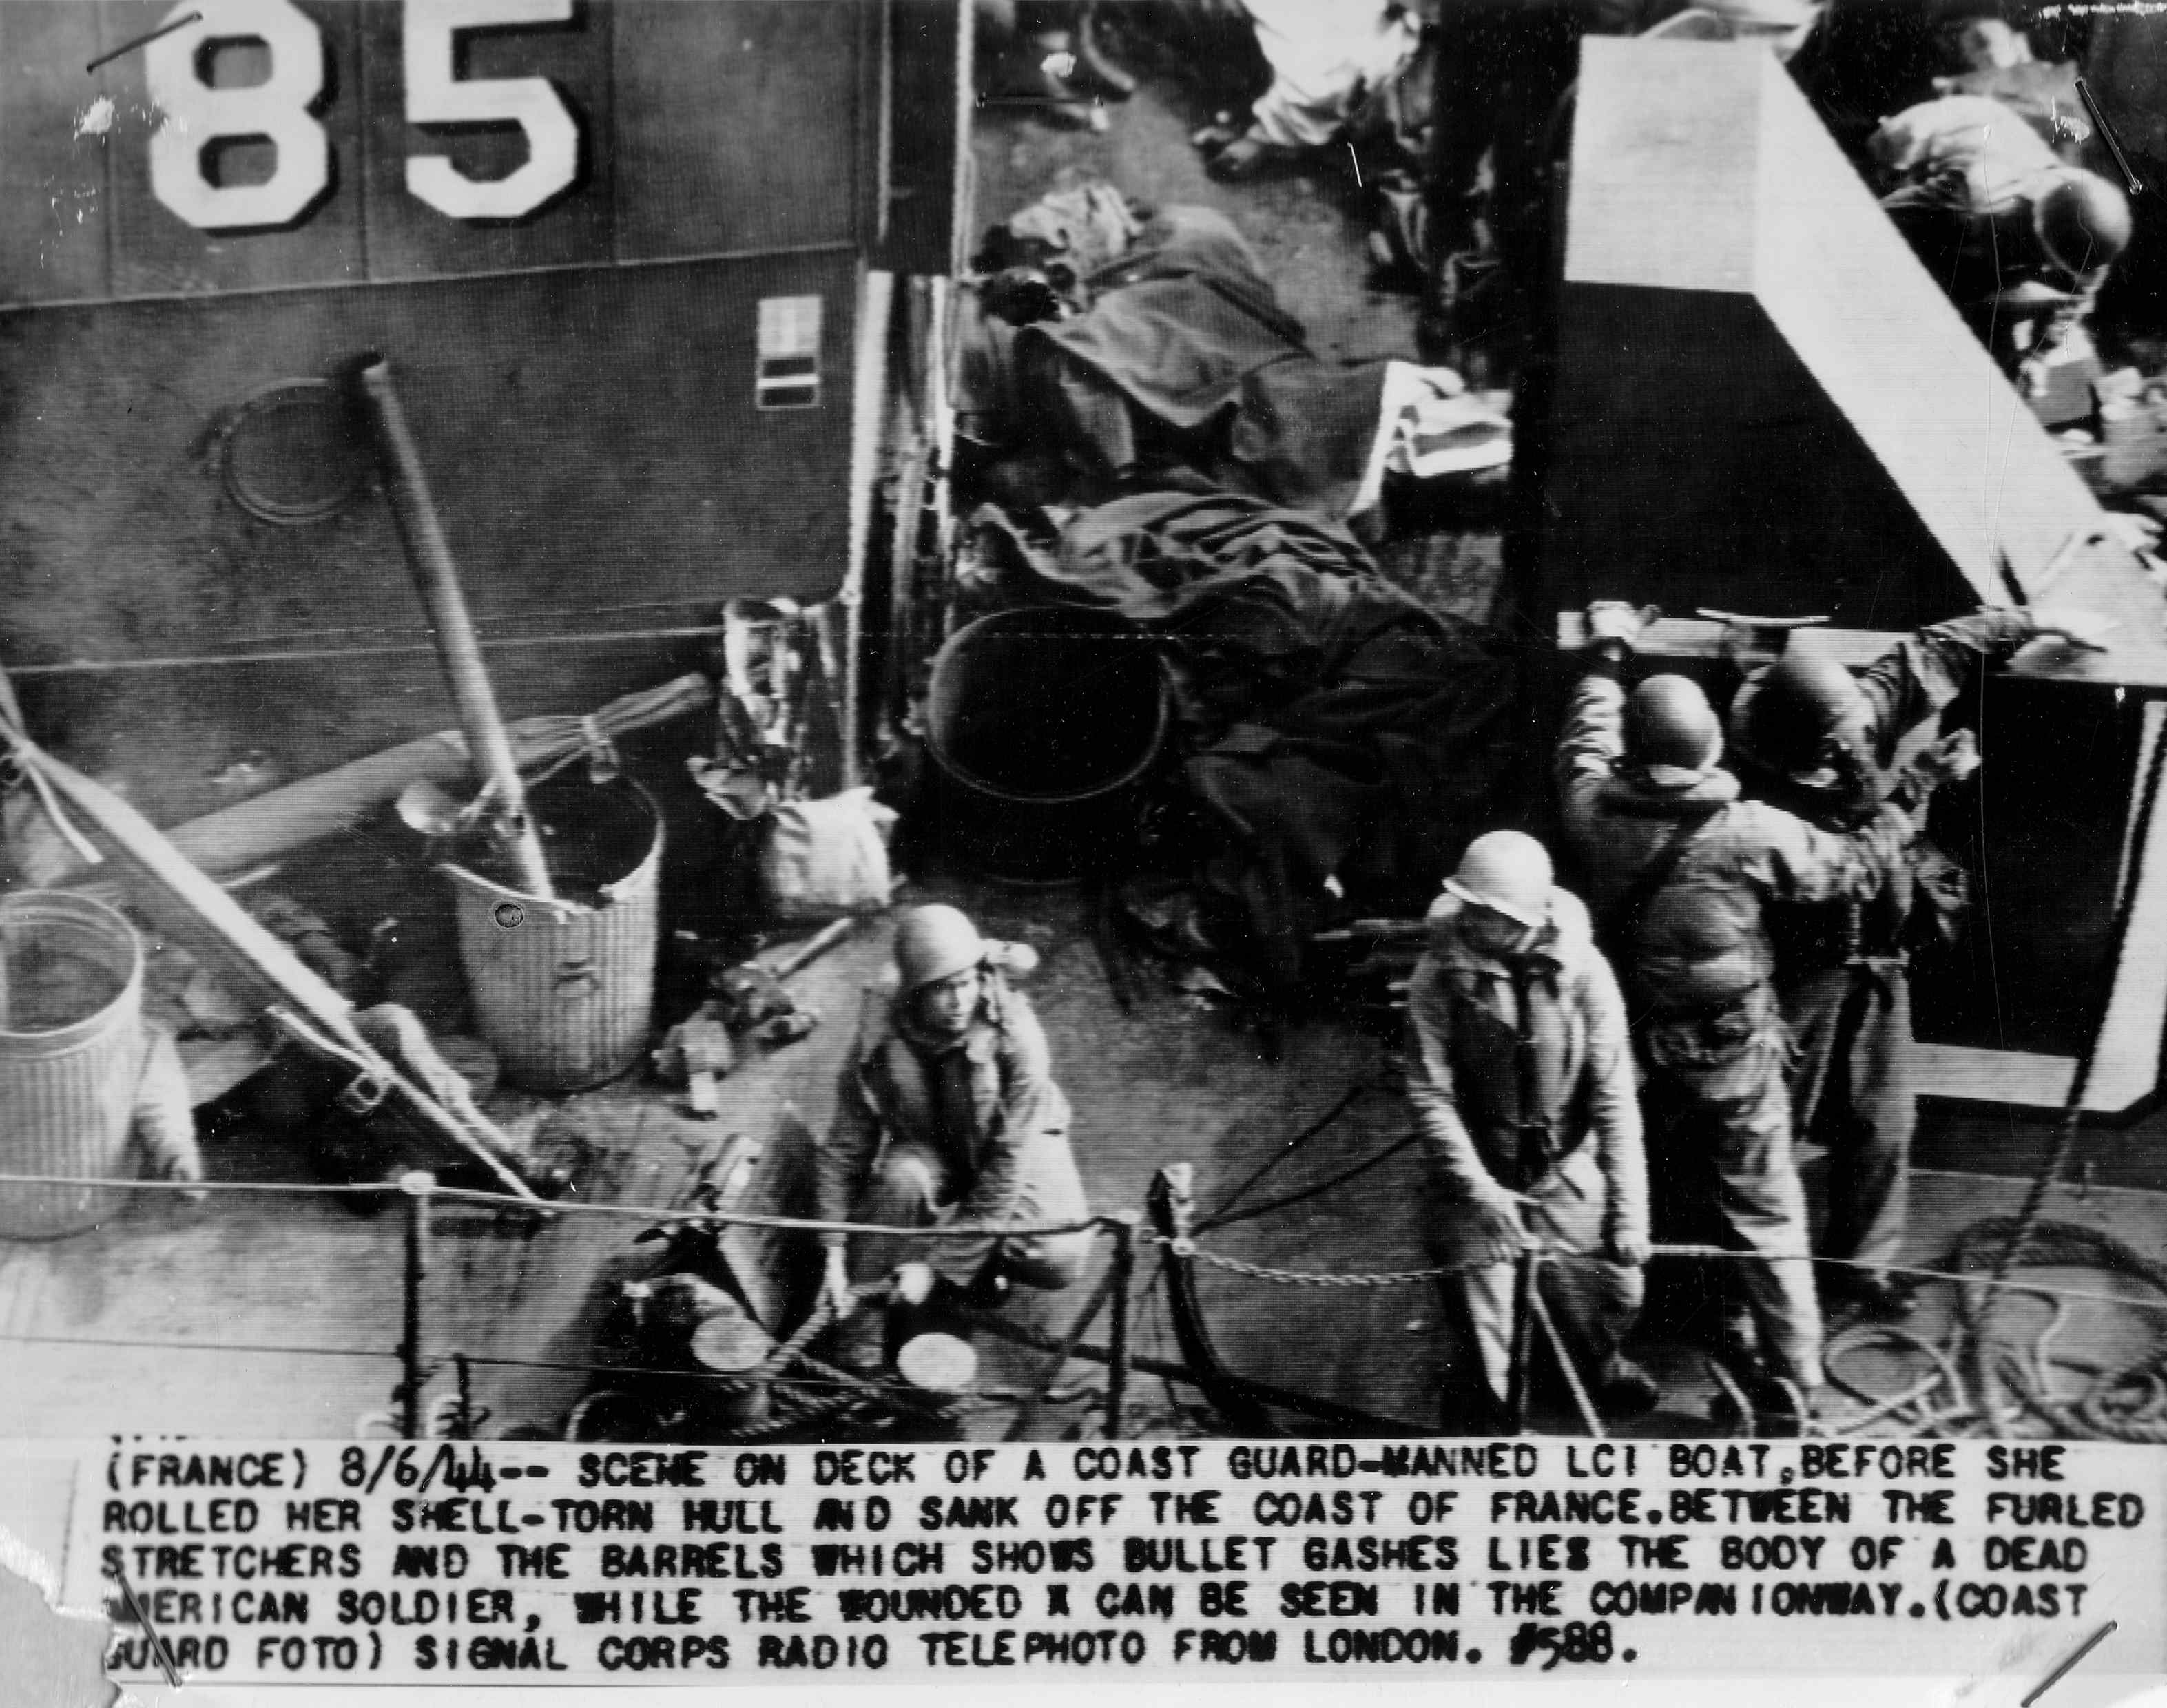 85
(FRANCE) 8/6/44-- SCENE ON DECK OF A COAST GUARD-MANNED LCI BOAT, BEFORE SHE
ROLLED HER SHELL-TORN HULL AND SANK OFF THE COAST OF FRANCE. BETWEEN THE FURLED
STRETCHERS AND THE BARRELS WHICH SHOWS BULLET GASHES LIES THE BODY OF A DEAD
AMERICAN SOLDIER, WHILE THE WOUNDED X CAN BE SEEN IN THE COMPANIONWAY. (COAST
GUARD FOTO) SIGNAL CORPS RADIO TELEPHOTO FROM LONDON. #588.